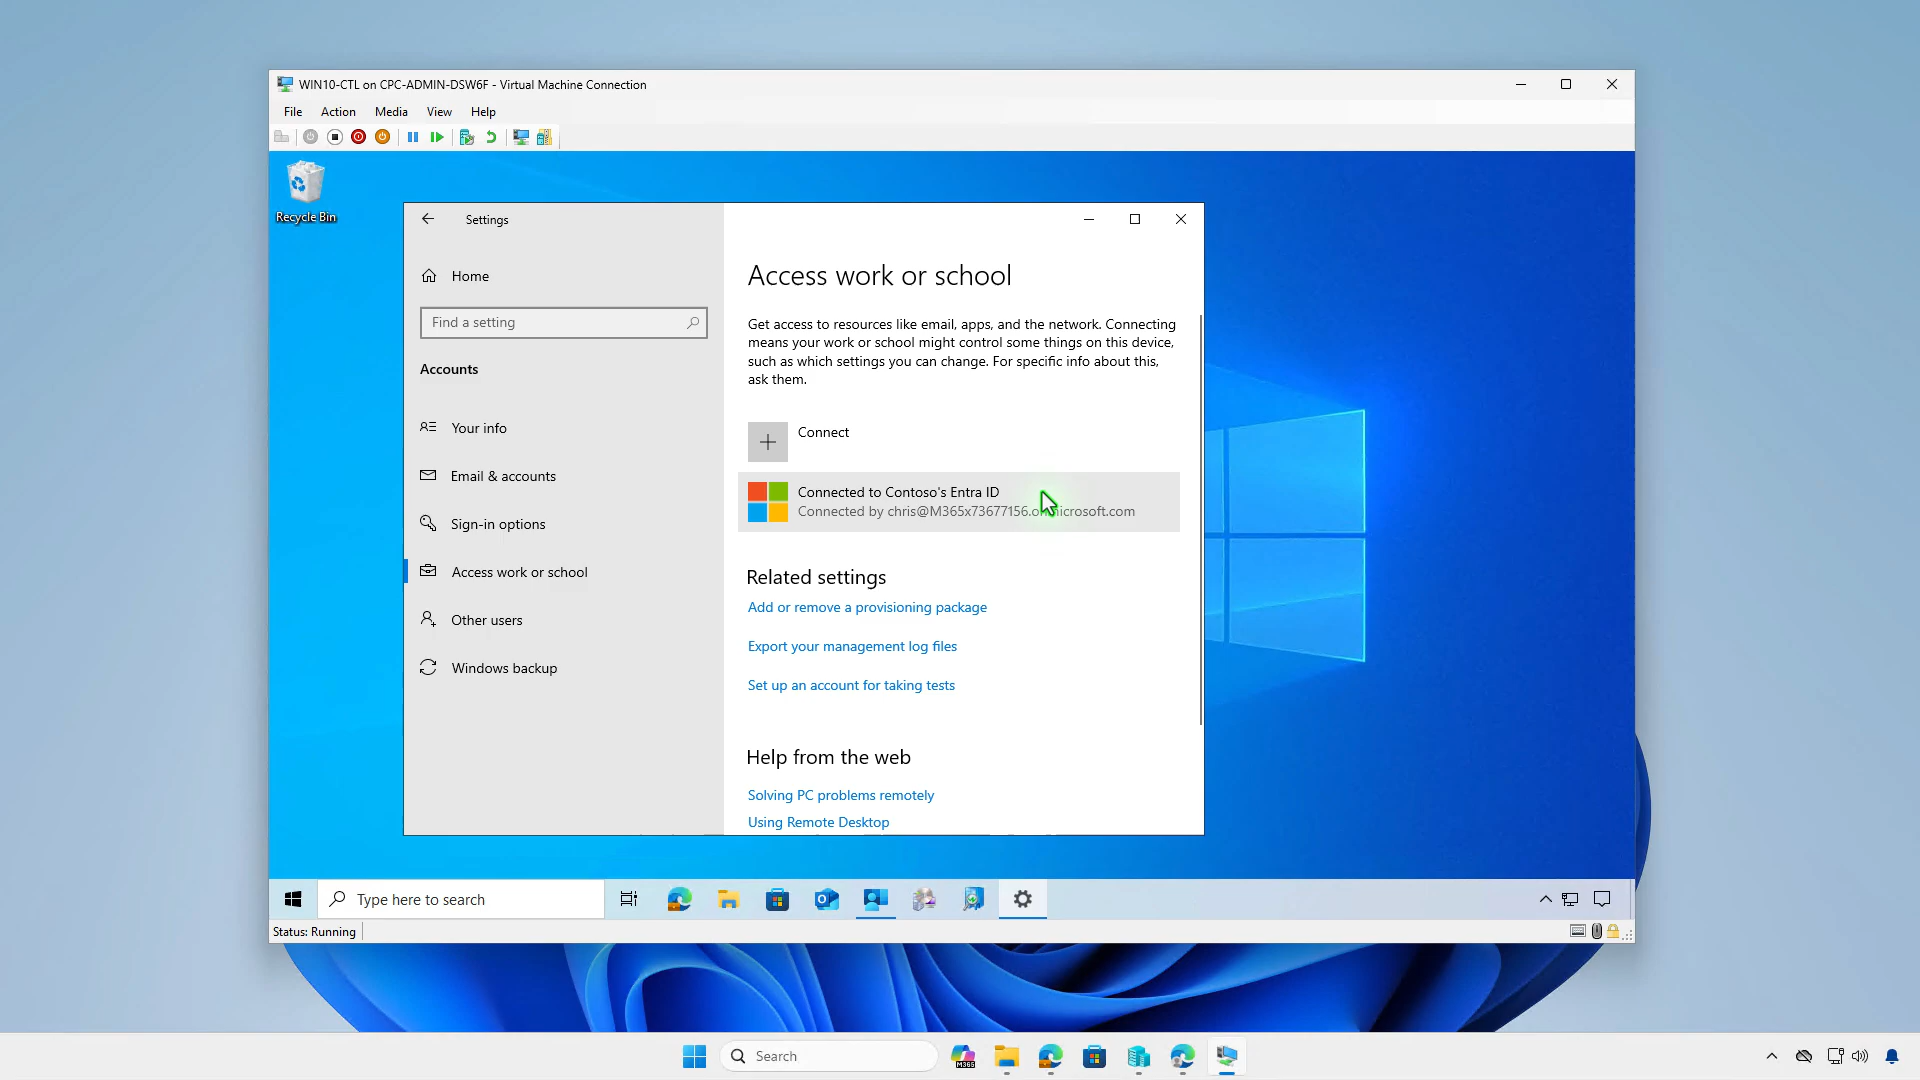 WIN10-CTL on CPC-ADMIN-DSW6F - Virtual Machine Connection
File Action Media View Help
Recycle Bin
Settings
Home
Find a setting
Accounts
Your info
Email & accounts
Sign-in options
Access work or school
Other users
Windows backup
Access work or school
Get access to resources like email, apps, and the network. Connecting
means your work or school might control some things on this device,
such as which settings you can change. For specific info about this,
ask them.
Connect
Connected to Contoso's Entra ID
Connected by chris@M365x73677156.onmicrosoft.com
Related settings
Add or remove a provisioning package
Export your management log files
Set up an account for taking tests
Help from the web
Solving PC problems remotely
Using Remote Desktop
Type here to search
Status: Running
Search
M365